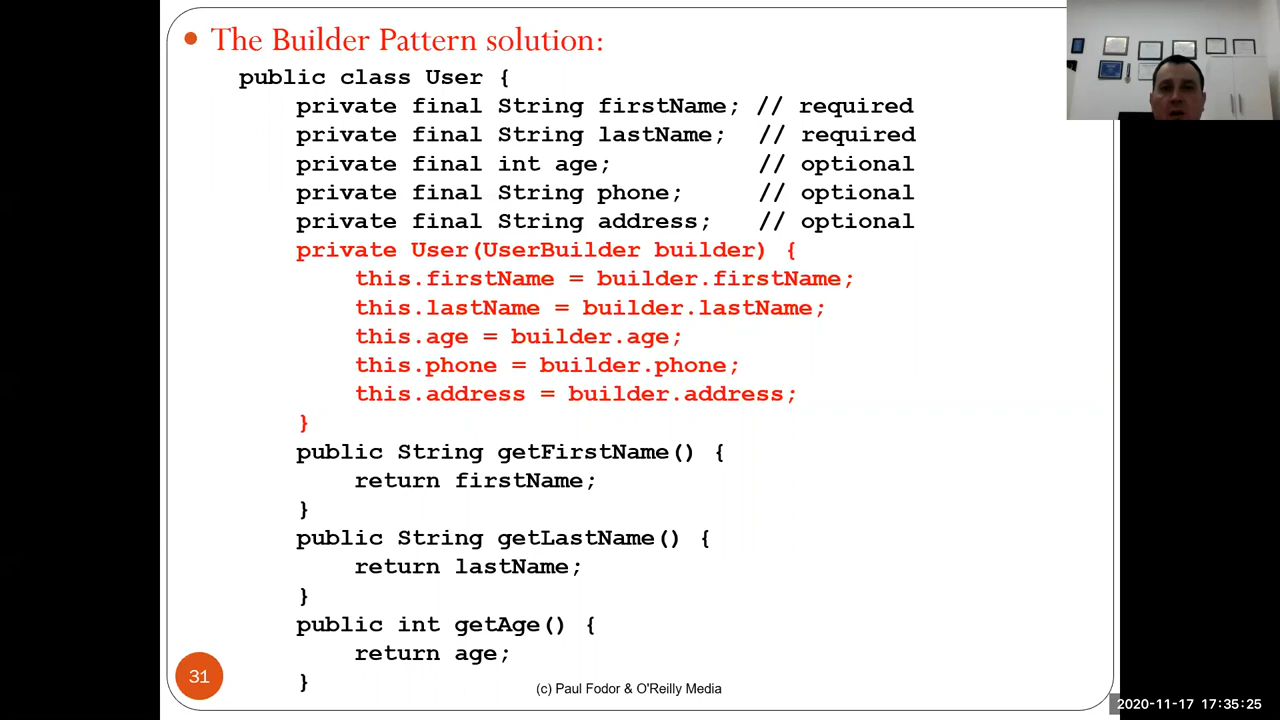 The Builder Pattern solution:
public class User {
private final String firstName; // required
private final String lastName; // required
private final int age; // optional
private final String phone; // optional
private final String address; // optional
private User(UserBuilder builder) {
this.firstName = builder.firstName;
this.lastName = builder.lastName;
this.age = builder.age;
this.phone = builder.phone;
this.address = builder.address;
}
public String getFirstName() {
return firstName;
}
public String getLastName() {
return lastName;
}
public int getAge() {
return age;
}
31
(c) Paul Fodor & O'Reilly Media
2020-11-17 17:35:25